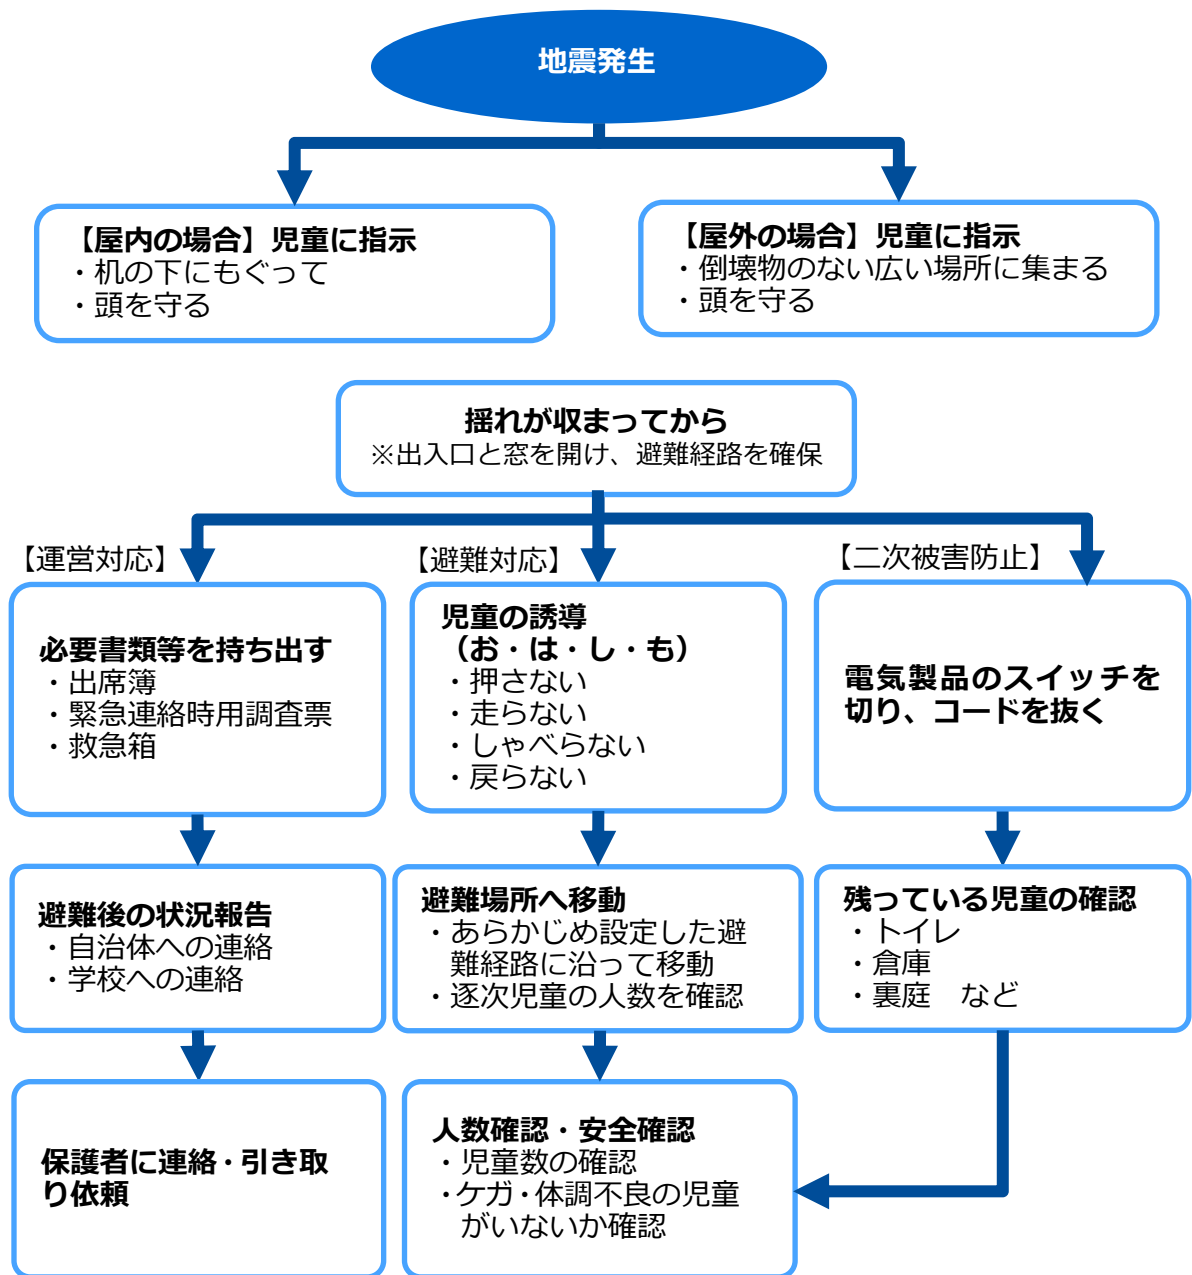 地震発生
【屋内の場合】児童に指示
・机の下にもぐって
・頭を守る
【屋外の場合】児童に指示
・倒壊物のない広い場所に集まる
・頭を守る
揺れが収まってから
※出入口と窓を開け、避難経路を確保
【運営対応】
必要書類等を持ち出す
・出席簿
・緊急連絡時用調査票
・救急箱
【避難対応】
児童の誘導
（お・は・し・も）
・押さない
・走らない
・しゃべらない
・戻らない
【二次被害防止】
電気製品のスイッチを
切り、コードを抜く
避難後の状況報告
・自治体への連絡
・学校への連絡
避難場所へ移動
・あらかじめ設定した避
難経路に沿って移動
・逐次児童の人数を確認
残っている児童の確認
・トイレ
・倉庫
・裏庭　など
保護者に連絡・引き取
り依頼
人数確認・安全確認
・児童数の確認
・ケガ・体調不良の児童
がいないか確認